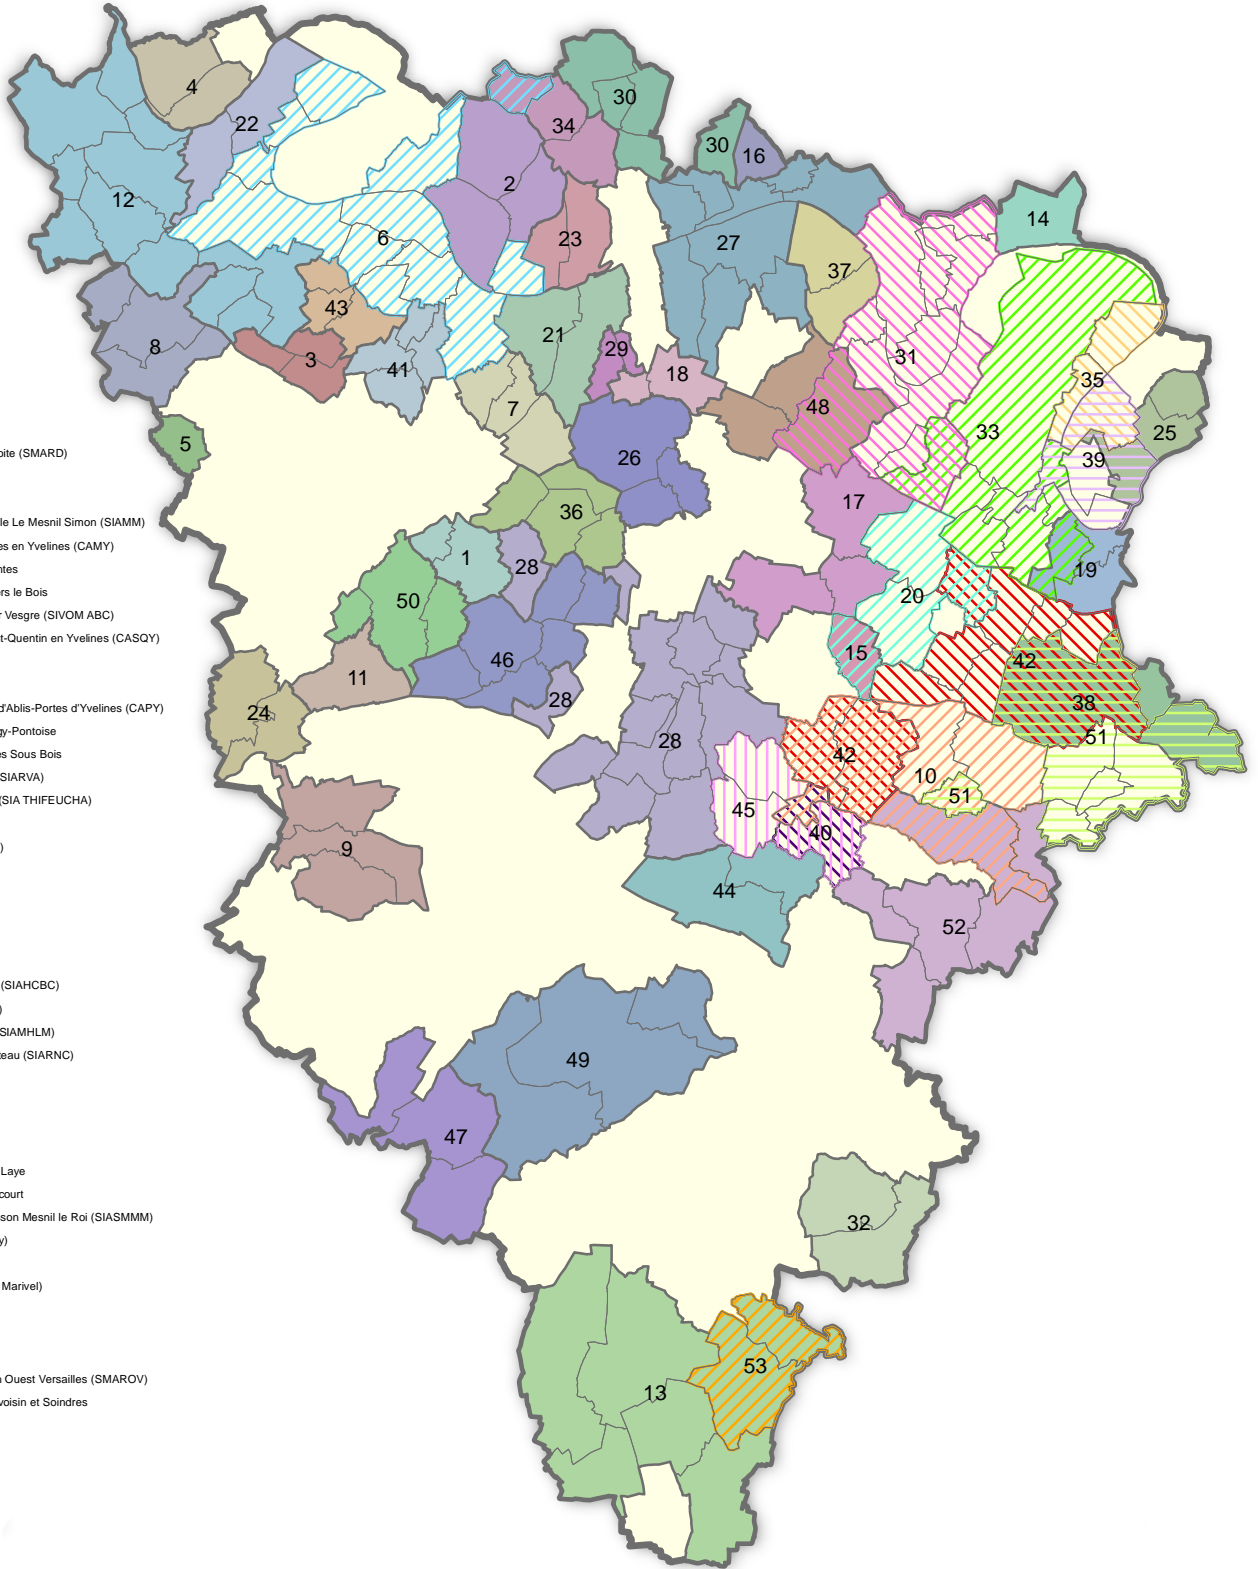 4
30
34
22
30
16
2
12
14
6
23
27
37
43
21
8
29
31
3
41
18
35
7
48
33
25
5
26
39
oite (SMARD)
17
36
le Le Mesnil Simon (SIAMM)
es en Yvelines (CAMY)
1
28
ntes
19
ers le Bois
50
20
r Vesgre (SIVOM ABC)
t-Quentin en Yvelines (CASQY)
15
46
42
11
28
38
d'Ablis-Portes d'Yvelines (CAPY)
24
gy-Pontoise
51
28
es Sous Bois
42
SIARVA)
10
51
(SIA THIFEUCHA)
45
40
)
9
44
52
(SIAHCBC)
)
SIAMHLM)
teau (SIARNC)
49
47
Laye
court
son Mesnil le Roi (SIASMMM)
32
y)
Marivel)
53
n Ouest Versailles (SMAROV)
13
voisin et Soindres